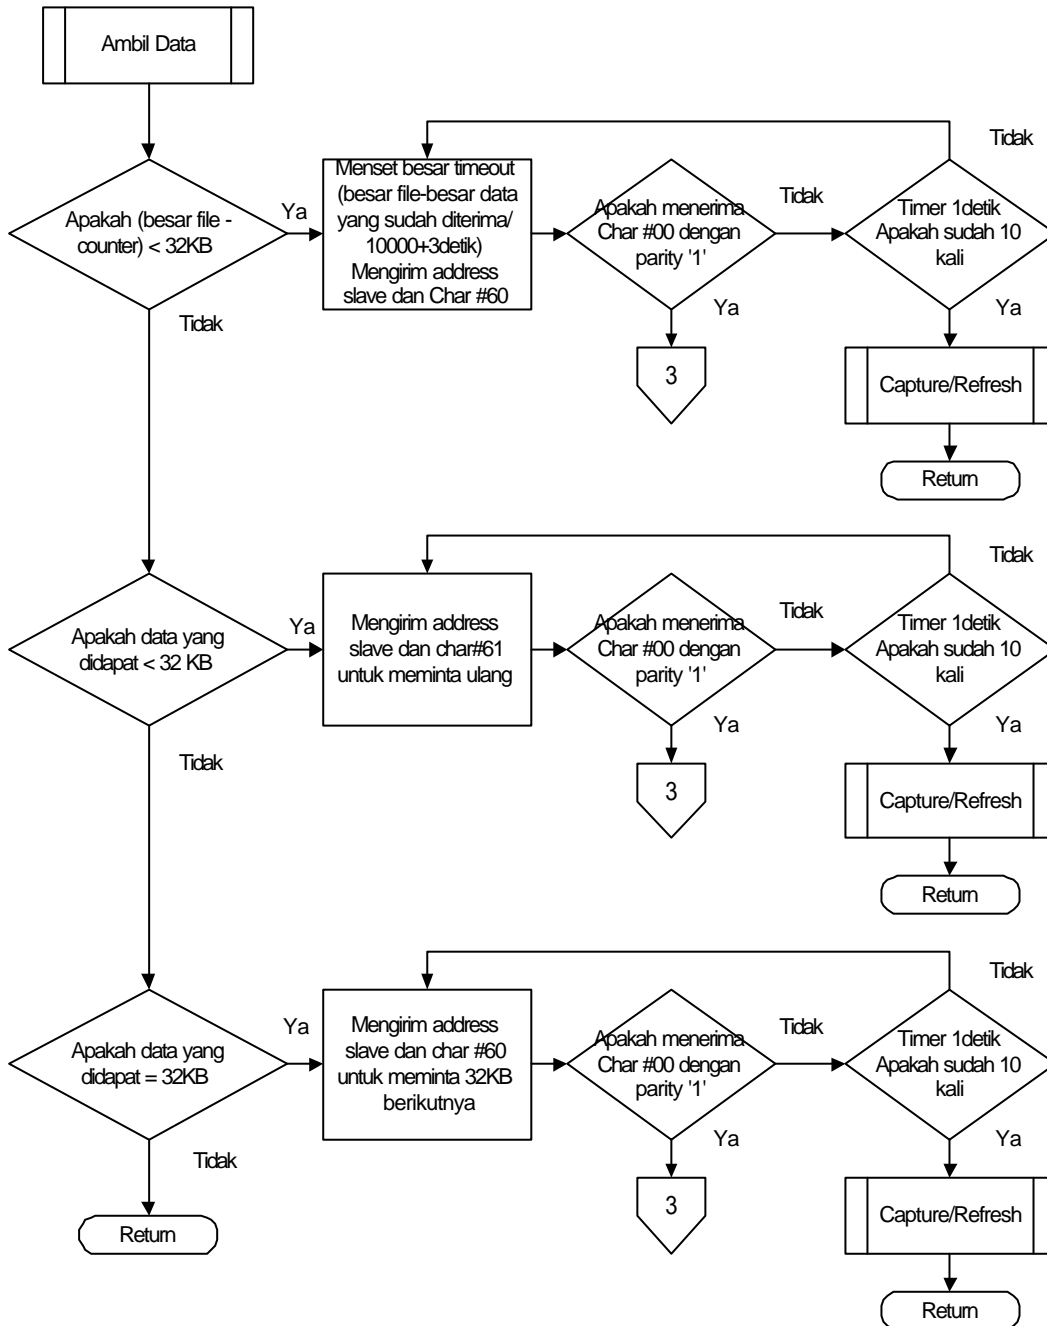 Ambil Data
Tidak
Apakah (besar file -
counter) < 32KB
Ya
Menset besar timeout
(besar file-besar data
yang sudah diterima/
10000+3detik)
Mengirim address
slave dan Char #60
Apakah menerima
Char #00 dengan
parity '1'
Tidak
Timer 1detik
Apakah sudah 10
kali
Tidak
Ya
Ya
3
Capture/Refresh
Return
Tidak
Apakah data yang
didapat < 32 KB
Ya
Mengirim address
slave dan char#61
untuk meminta ulang
Apakah menerima
Char #00 dengan
parity '1'
Tidak
Timer 1detik
Apakah sudah 10
kali
Tidak
Ya
Ya
3
Capture/Refresh
Return
Tidak
Apakah data yang
didapat = 32KB
Ya
Mengirim address
slave dan char #60
untuk meminta 32KB
berikutnya
Apakah menerima
Char #00 dengan
parity '1'
Tidak
Timer 1detik
Apakah sudah 10
kali
Tidak
Ya
Ya
Return
3
Capture/Refresh
Return